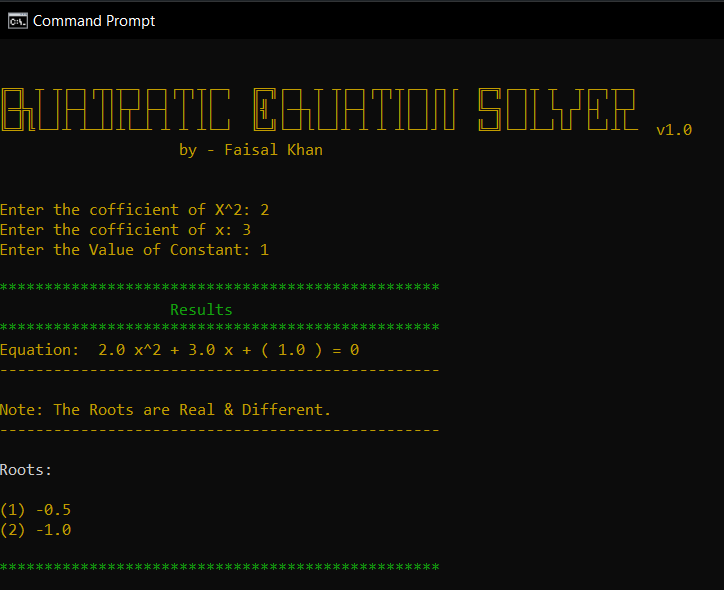 Command Prompt
QUADRATIC EQUATION SOLVER v1.0
by - Faisal Khan
Enter the cofficient of X^2: 2
Enter the cofficient of x: 3
Enter the Value of Constant: 1
*************************************************
Results
*************************************************
Equation:  2.0 x^2 + 3.0 x + ( 1.0 ) = 0
-------------------------------------------------
Note: The Roots are Real & Different.
-------------------------------------------------
Roots:
(1) -0.5
(2) -1.0
*************************************************